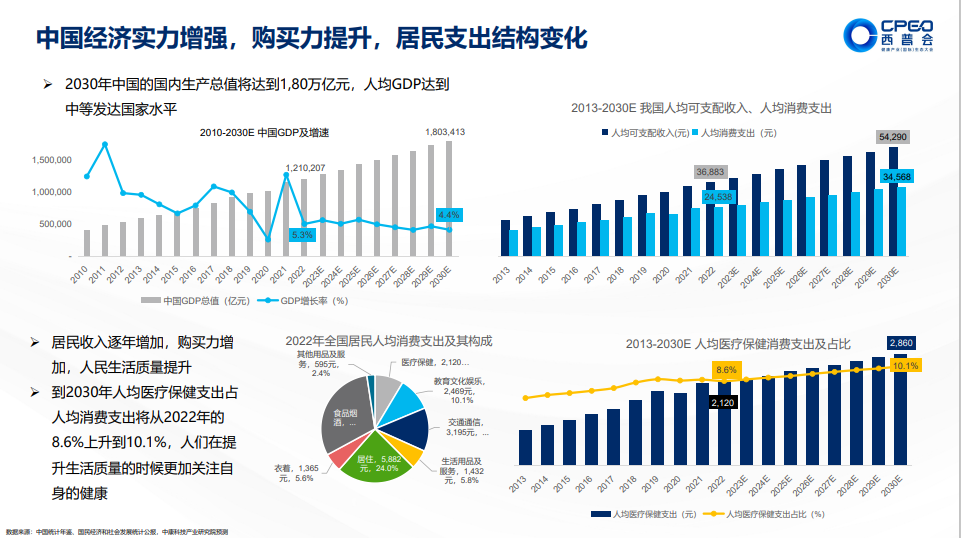 中国经济实力增强，购买力提升，居民支出结构变化
CPEO
西普会
健康产业(国际)生态大会
➢ 2030年中国的国内生产总值将达到1,80万亿元，人均GDP达到
中等发达国家水平
2010-2030E 中国GDP及增速
1,803,413
1,500,000
1,210,207
1,000,000
500,000
-
4.4%
5.3%
2010 2011 2012 2013 2014 2015 2016 2017 2018 2019 2020 2021 2022 2023E 2024E 2025E 2026E 2027E 2028E 2029E 2030E
中国GDP总值（亿元） GDP增长率（%）
2013-2030E 我国人均可支配收入、人均消费支出
人均可支配收入(元) 人均消费支出（元）
54,290
36,883
34,568
24,538
2013 2014 2015 2016 2017 2018 2019 2020 2021 2022 2023E 2024E 2025E 2026E 2027E 2028E 2029E 2030E
➢ 居民收入逐年增加，购买力增
加，人民生活质量提升
➢ 到2030年人均医疗保健支出占
人均消费支出将从2022年的
8.6%上升到10.1%，人们在提
升生活质量的时候更加关注自
身的健康
2022年全国居民人均消费支出及其构成
其他用品及服
务，595元，
2.4%
医疗保健，2,120…
教育文化娱乐，
2,469元，
10.1%
交通通信，
3,195元，…
生活用品及
服务，1,432
元，5.8%
居住，5,882
元，24.0%
衣着，1,365
元，5.6%
食品烟
酒，…
2013-2030E 人均医疗保健消费支出及占比
2,860
8.6%
10.1%
2,120
2013 2014 2015 2016 2017 2018 2019 2020 2021 2022 2023E 2024E 2025E 2026E 2027E 2028E 2029E 2030E
人均医疗保健支出（元） 人均医疗保健支出占比（%）
数据来源：中国统计年鉴、国民经济和社会发展统计公报，中康科技产业研究院预测